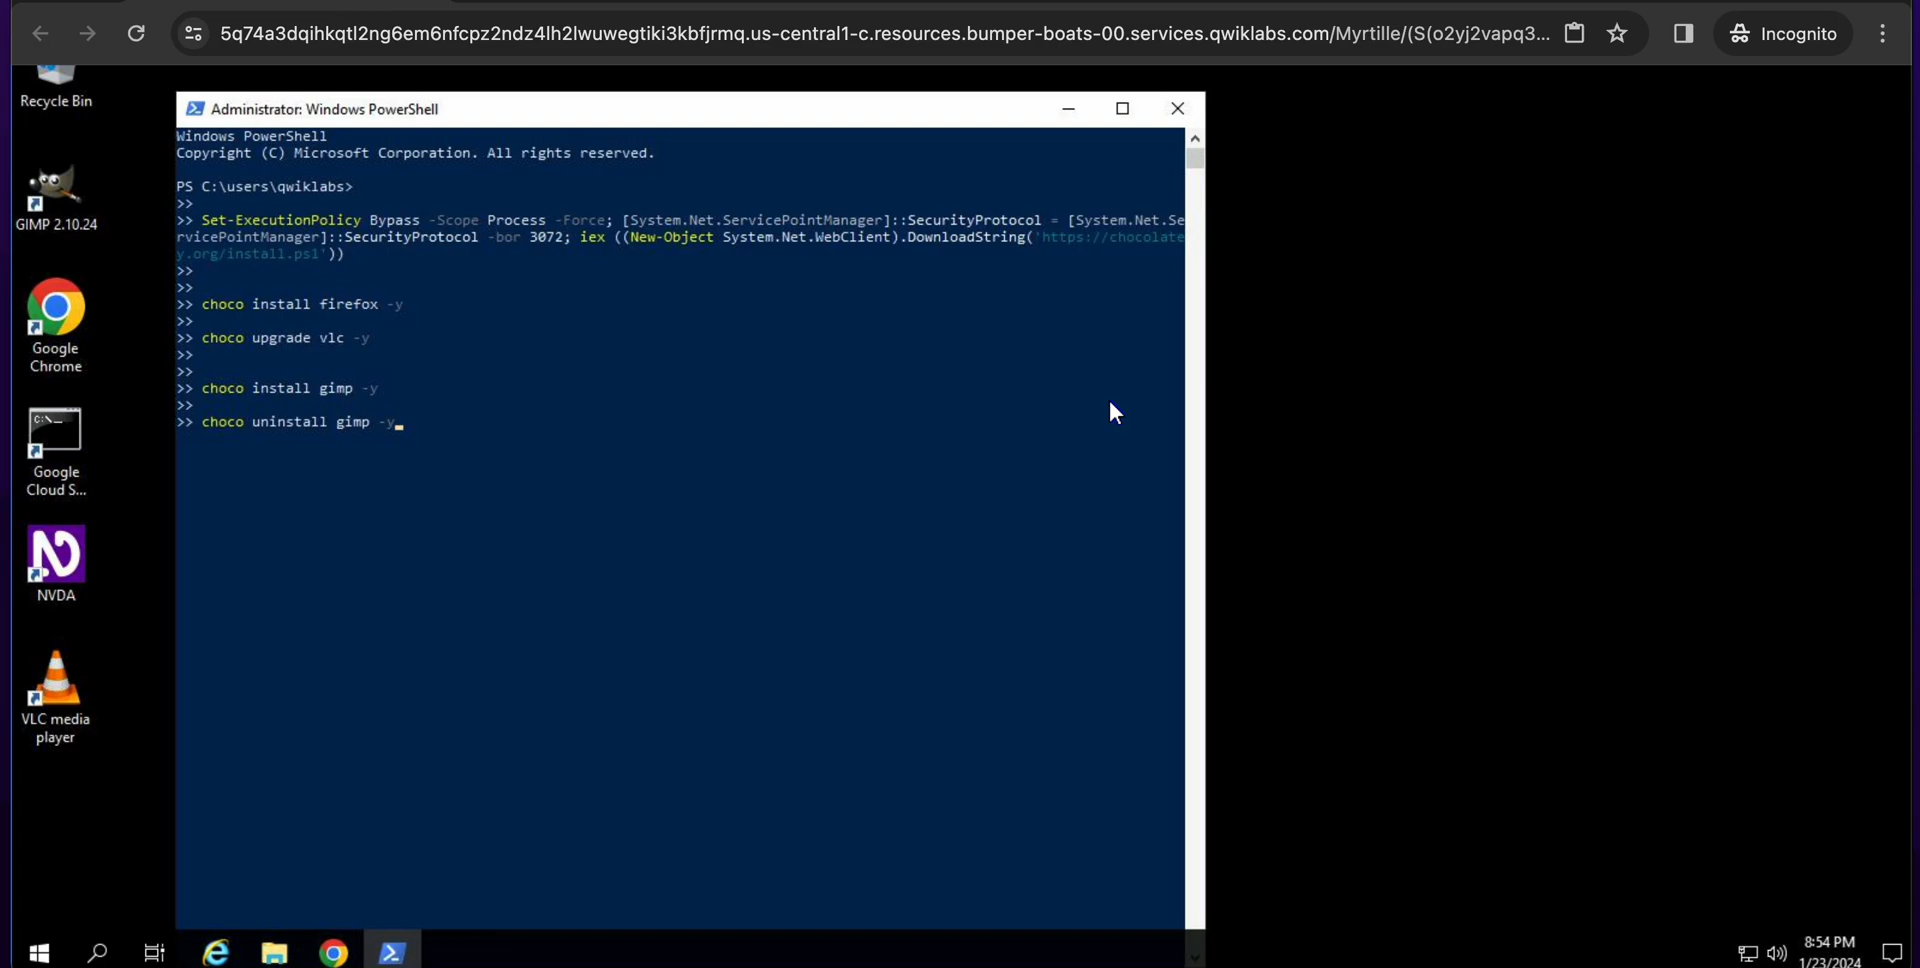 5q74a3dqihkqtl2ng6em6nfcpz2ndz4lh2lwuwegtiki3kbfjrmq.us-central1-c.resources.bumper-boats-00.services.qwiklabs.com/Myrtille/(S(o2yj2vapq3...
Incognito
Recycle Bin
GIMP 2.10.24
Google
Chrome
Google
Cloud S...
NVDA
VLC media
player
Administrator: Windows PowerShell
Windows PowerShell
Copyright (C) Microsoft Corporation. All rights reserved.
PS C:\users\qwiklabs>
>>
>> Set-ExecutionPolicy Bypass -Scope Process -Force; [System.Net.ServicePointManager]::SecurityProtocol = [System.Net.Se
rvicePointManager]::SecurityProtocol -bor 3072; iex ((New-Object System.Net.WebClient).DownloadString('https://chocolate
y.org/install.ps1'))
>>
>>
>> choco install firefox -y
>>
>> choco upgrade vlc -y
>>
>>
>> choco install gimp -y
>>
>> choco uninstall gimp -y
8:54 PM
1/23/2024